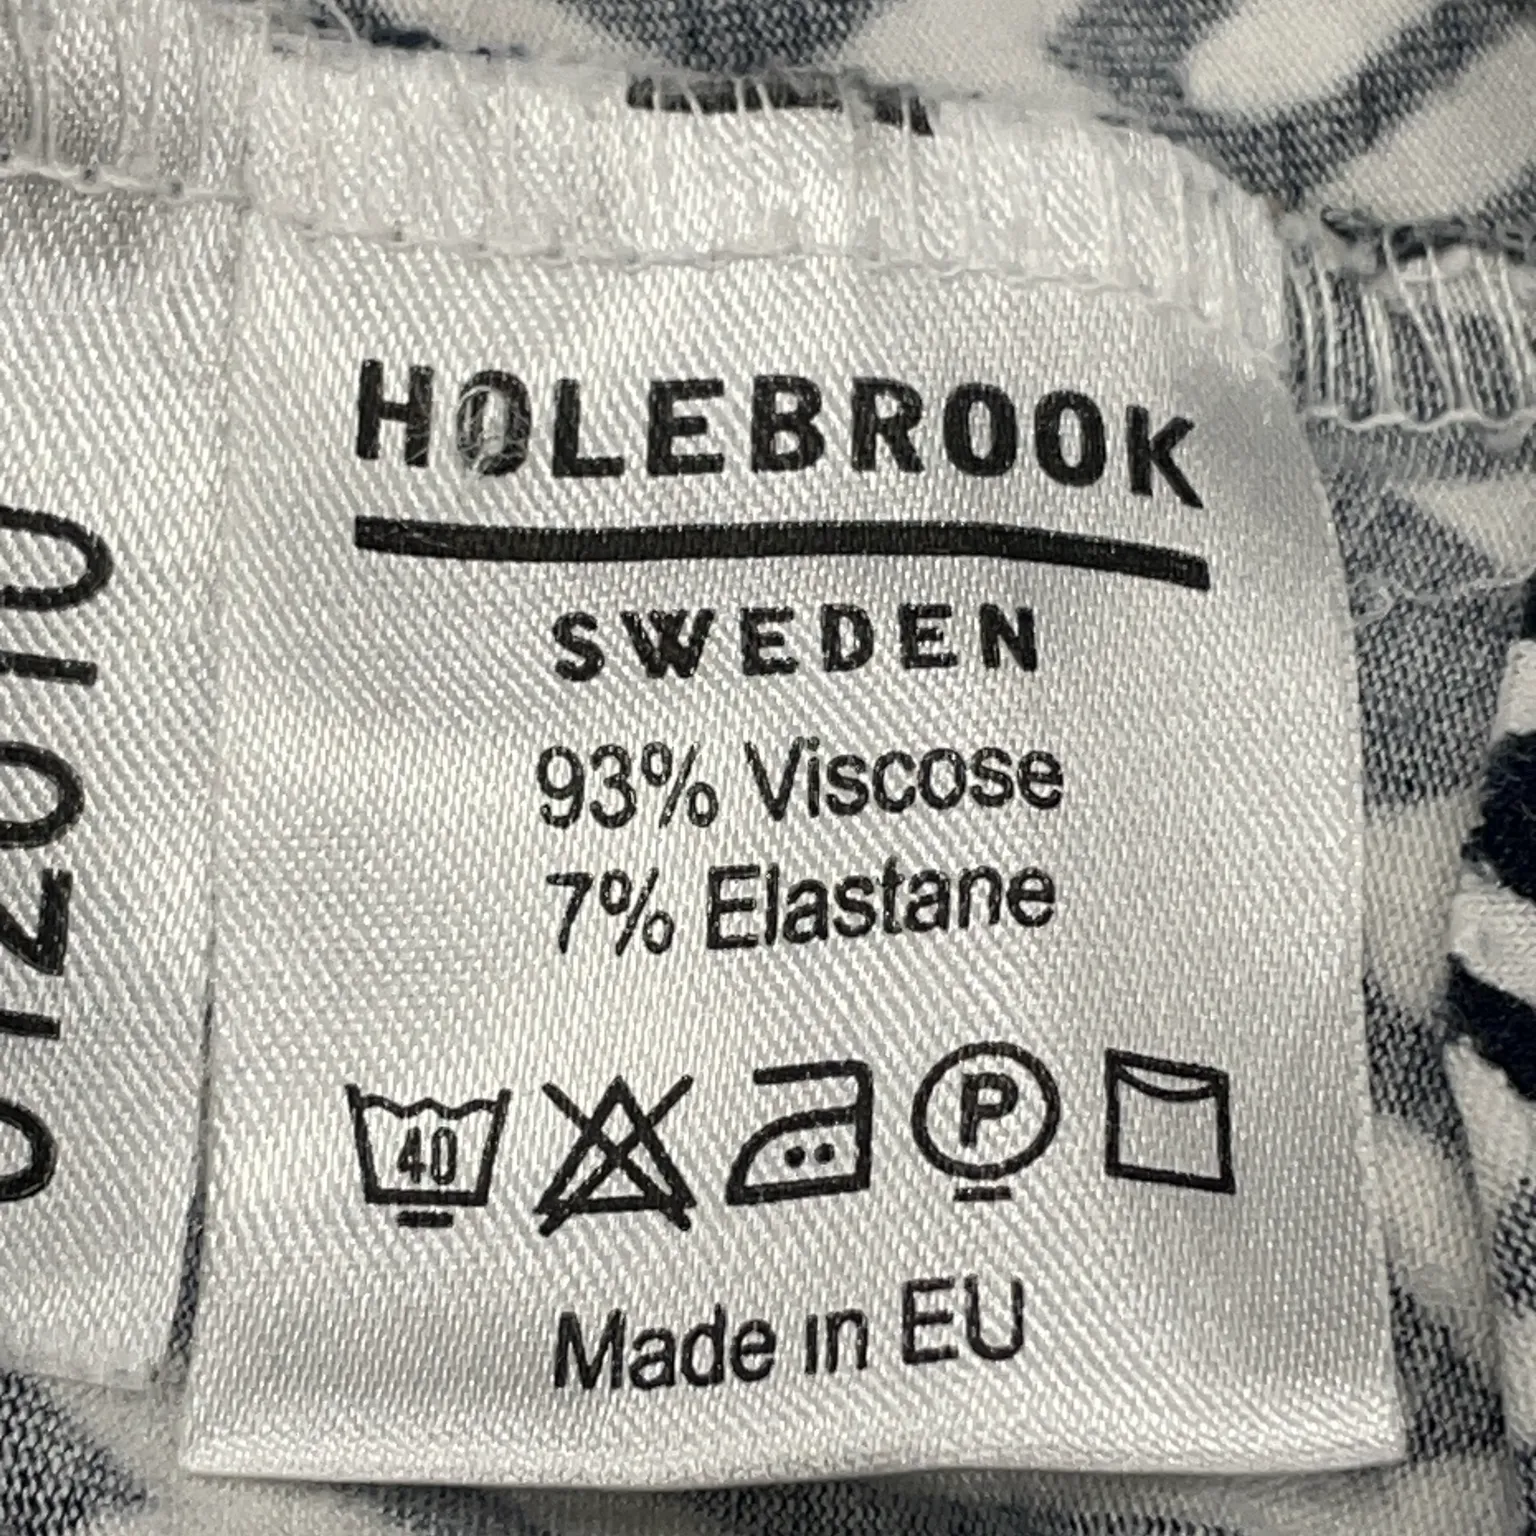 HOLEBROOK
SWEDEN
93% Viscose
7% Elastane
40
P
Made in EU